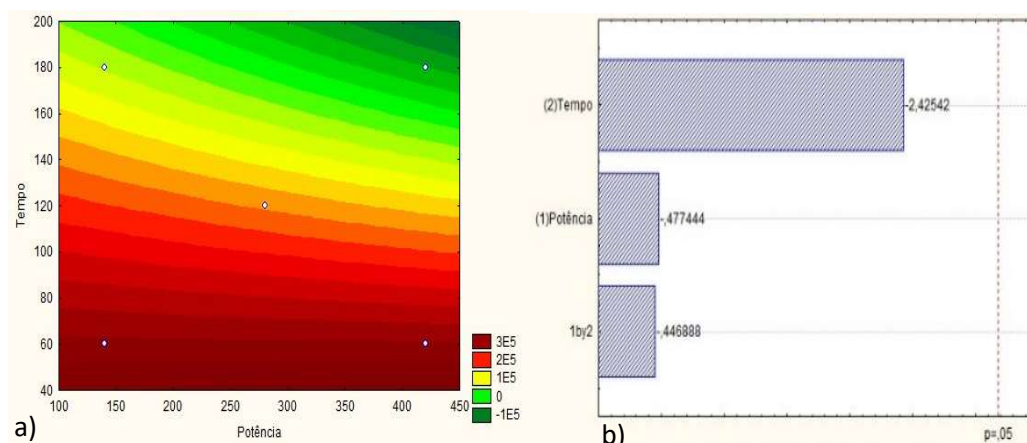 200
180
160
140
120
100
80
60
40
Tempo
100 150 200 250 300 350 400 450
Potência
3E5
2E5
1E5
0
-1E5
a)
(2)Tempo
-2,42542
(1)Potência
-,477444
1by2
-,446888
p=,05
b)